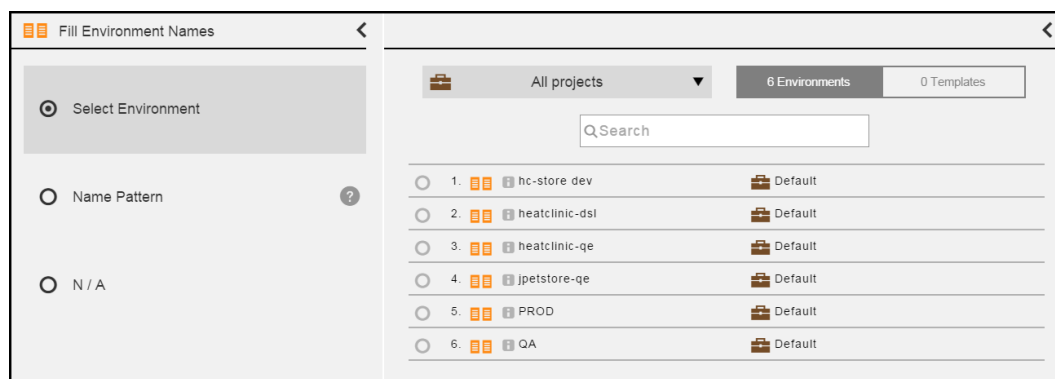 Fill Environment Names
Select Environment
Name Pattern ?
N / A
All projects 6 Environments 0 Templates
Search
1. hc-store dev Default
2. heatclinic-dsl Default
3. heatclinic-qe Default
4. jpetstore-qe Default
5. PROD Default
6. QA Default